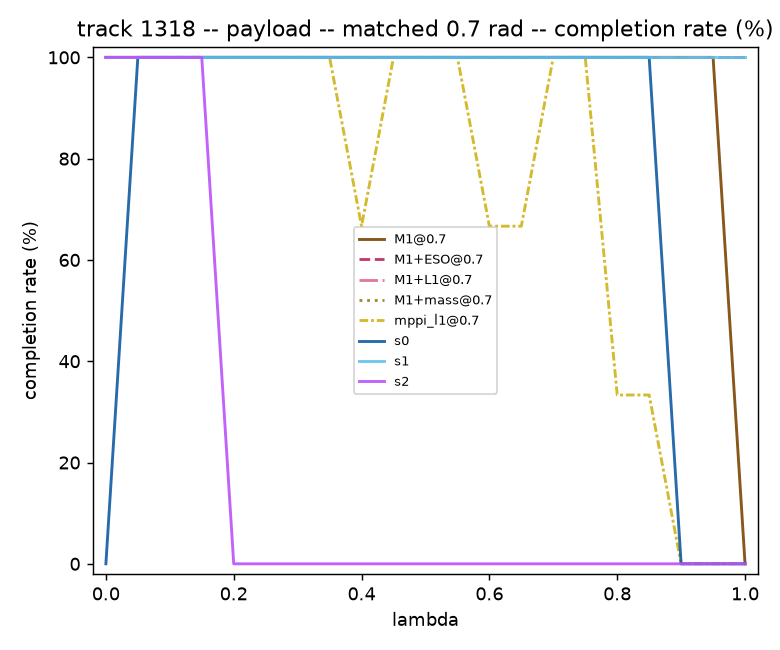 track 1318 -- payload -- matched 0.7 rad -- completion rate (%)
100
80
60
40
20
0
completion rate (%)
M1@0.7
M1+ESO@0.7
M1+L1@0.7
M1+mass@0.7
mppi_l1@0.7
s0
s1
s2
0.0
0.2
0.4
0.6
0.8
1.0
lambda